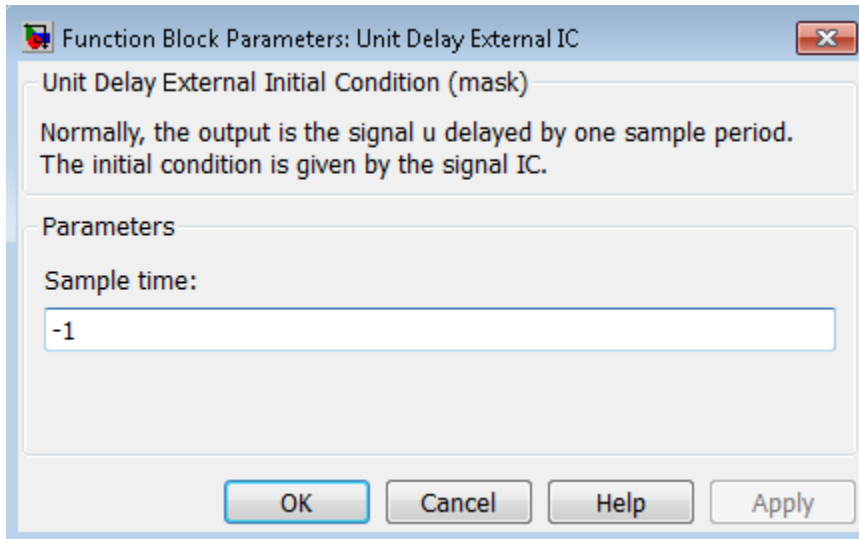 Function Block Parameters: Unit Delay External IC
Unit Delay External Initial Condition (mask)
Normally, the output is the signal u delayed by one sample period.
The initial condition is given by the signal IC.
Parameters
Sample time:
-1
OK Cancel Help Apply